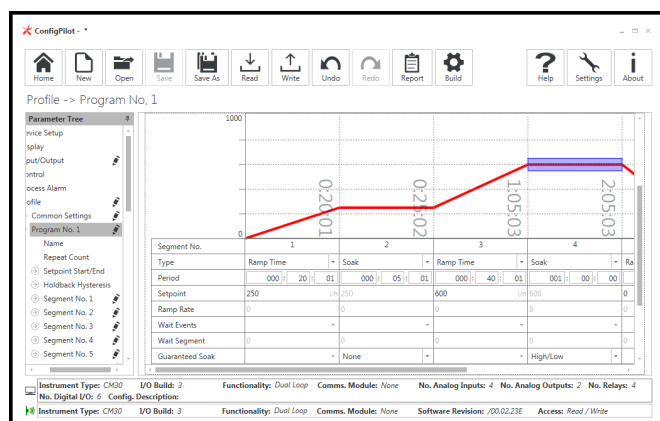 ConfigPilot - *
Home New Open Save Save As Read Write Undo Redo Report Build Help Settings About
Profile -> Program No. 1
Parameter Tree
evice Setup
splay
put/Output
ontrol
ocess Alarm
ofile
Common Settings
Program No. 1
Name
Repeat Count
Setpoint Start/End
Holdback Hysteresis
Segment No. 1
Segment No. 2
Segment No. 3
Segment No. 4
Segment No. 5
1000
0
0:20:01
0:25:02
1:05:03
2:05:03
Segment No. 1 2 3 4
Type Ramp Time Soak Ramp Time Soak Ra
Period 000 : 20 : 01 000 : 05 : 01 000 : 40 : 01 001 : 00 : 00
Setpoint 250 l/h 250 600 l/h 600 0
Ramp Rate 0 0 0 0 0
Wait Events
Wait Segment 0 0 0 0 0
Guaranteed Soak None High/Low
Instrument Type: CM30 I/O Build: 3 Functionality: Dual Loop Comms. Module: None No. Analog Inputs: 4 No. Analog Outputs: 2 No. Relays: 4
No. Digital I/O: 6 Config. Description:
Instrument Type: CM30 I/O Build: 3 Functionality: Dual Loop Comms. Module: None Software Revision: /00.02.23E Access: Read / Write